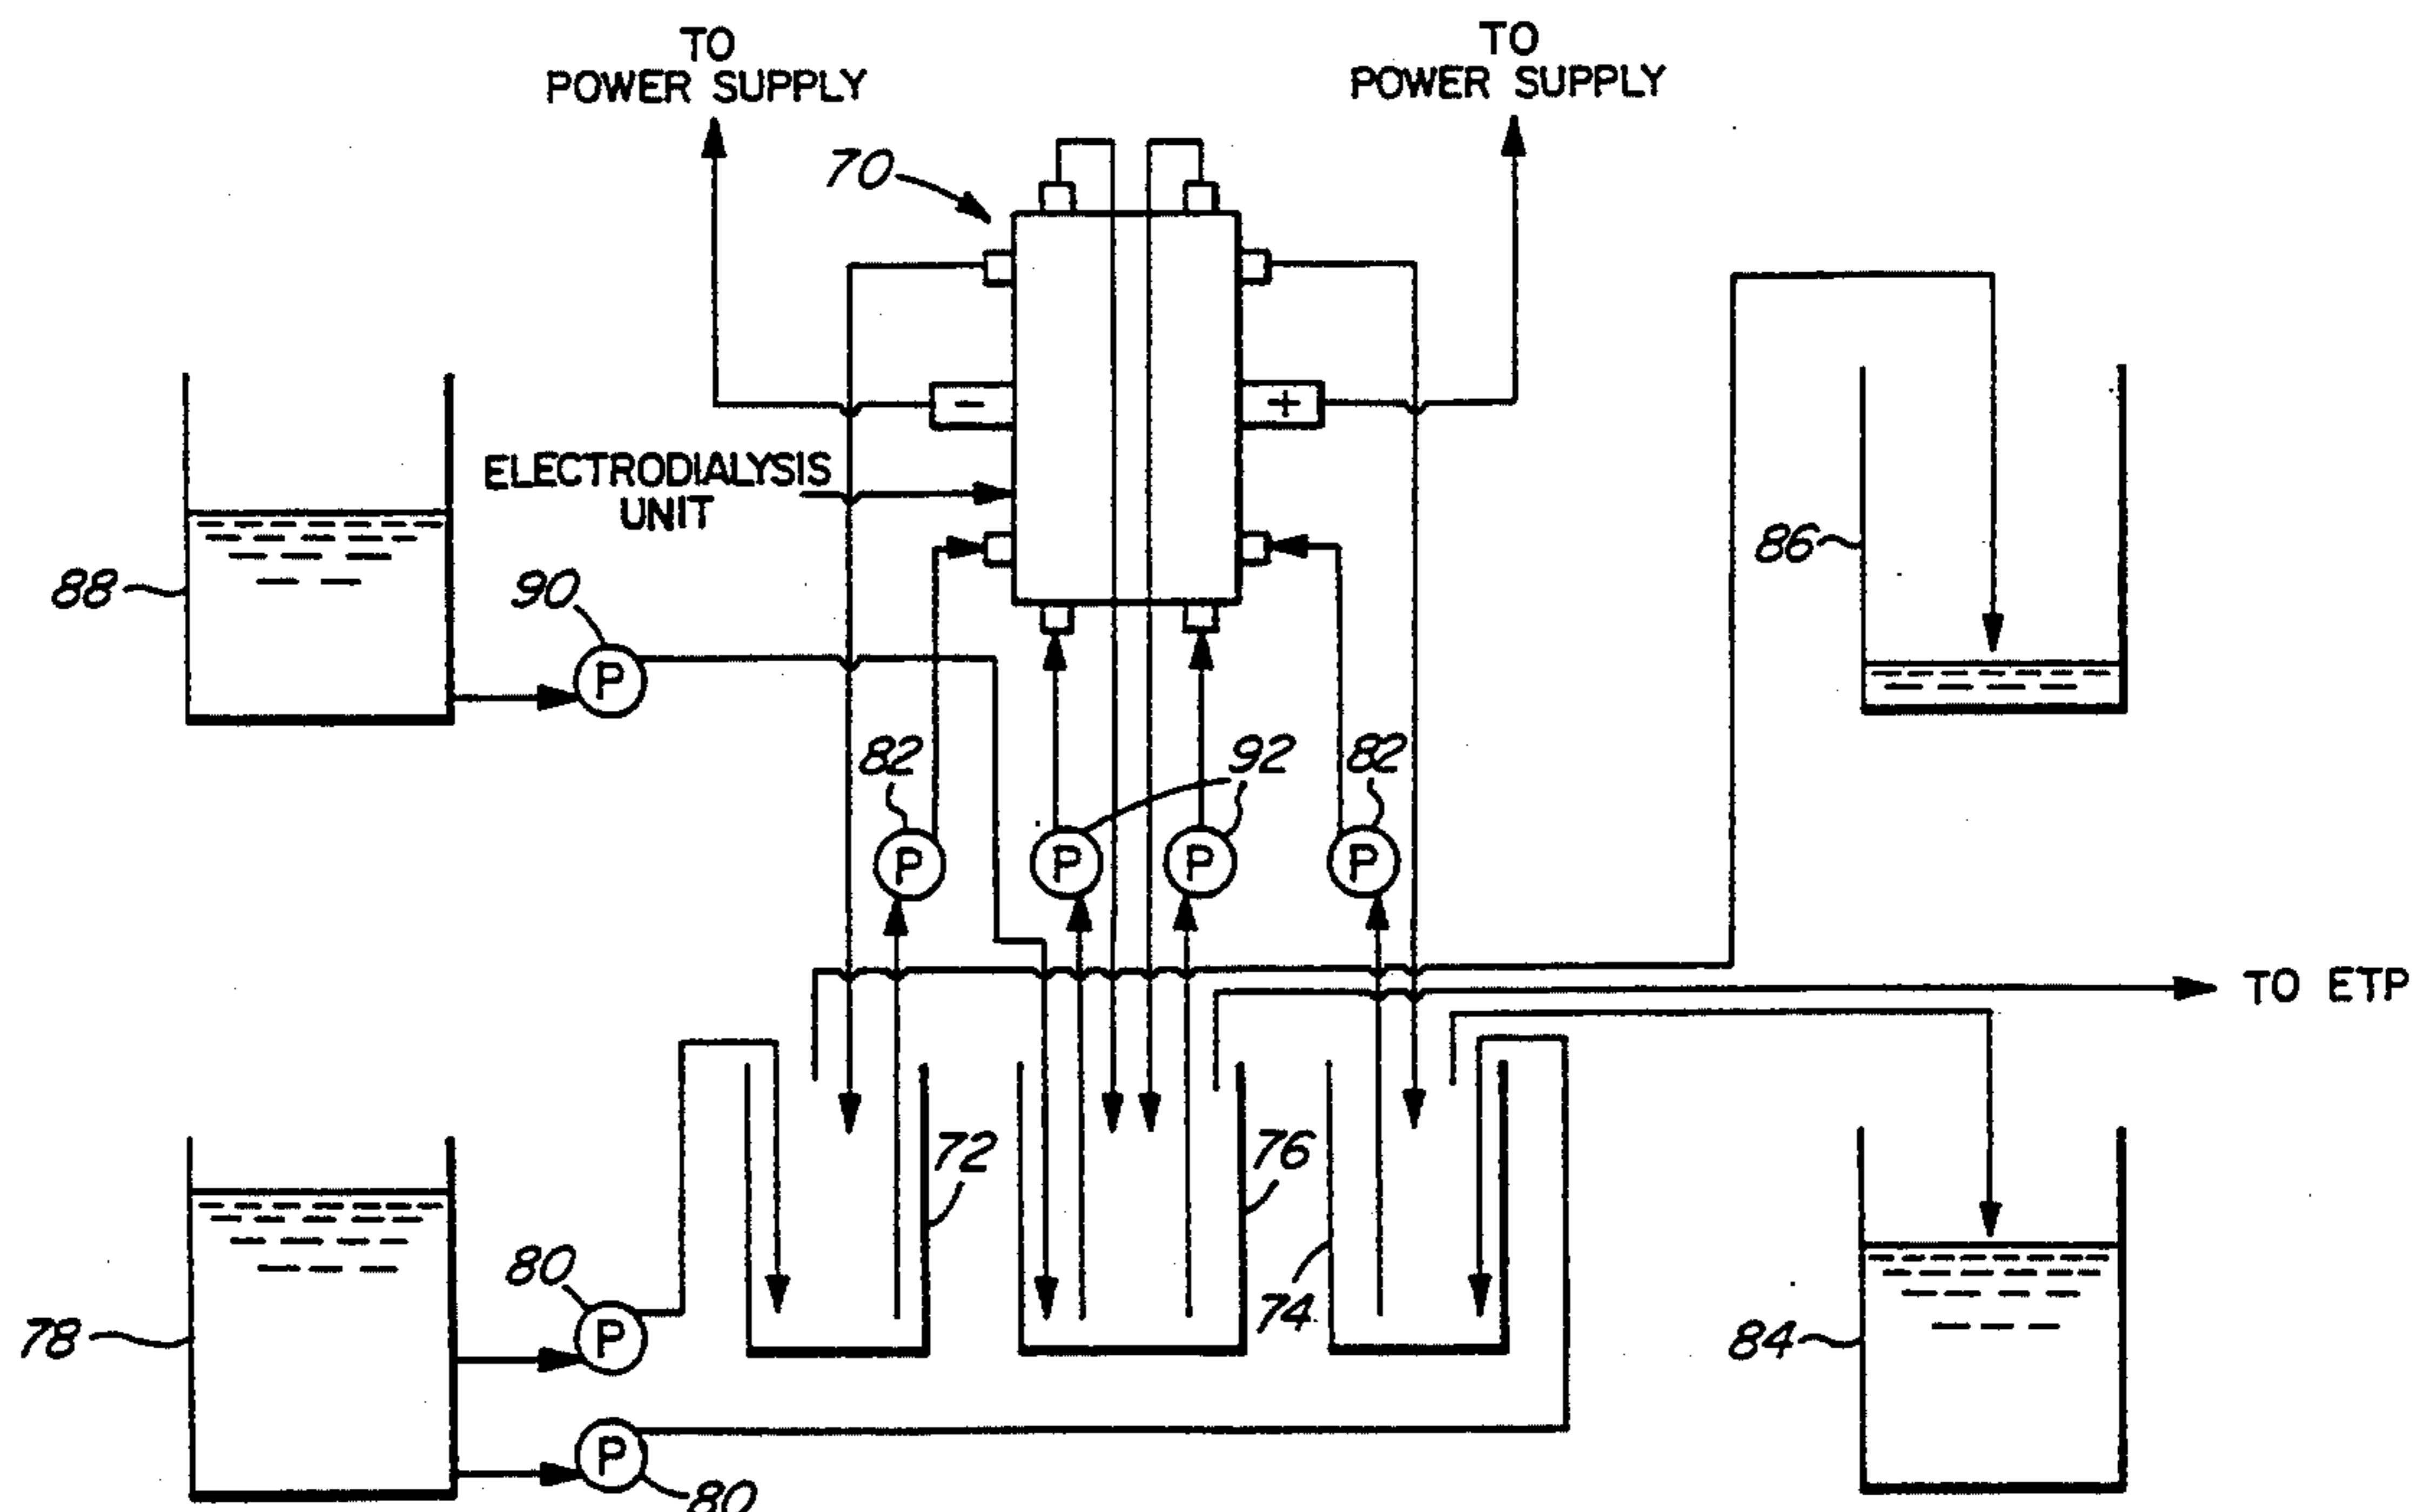 TO
POWER SUPPLY
TO
POWER SUPPLY
70
-
+
ELECTRODIALYSIS
UNIT
88
90
P
86
82
92
82
P
P
P
P
TO ETP
72
76
74
78
80
P
84
P
80